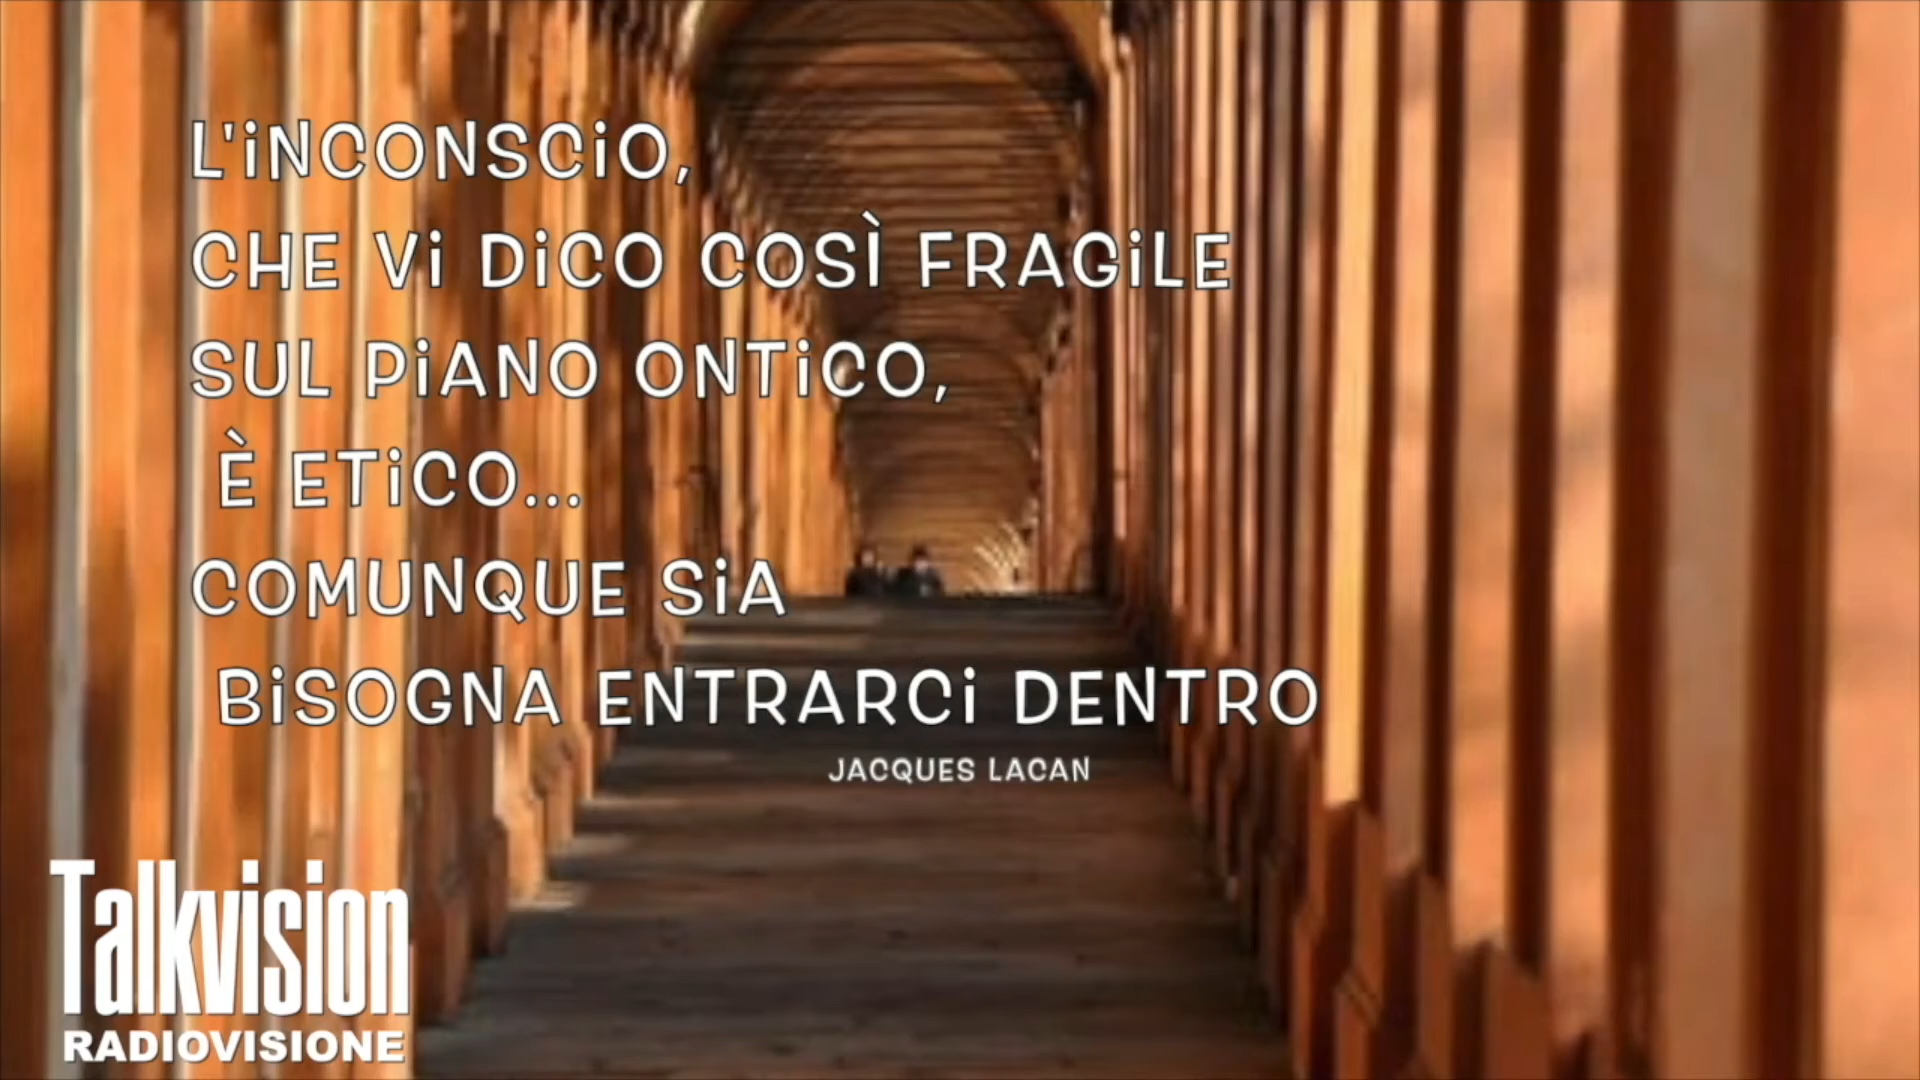 L'iNCONSCiO,
CHE Vi DiCO COSÌ FRAGiLE
SUL PiANO ONTiCO,
È ETiCO...
COMUNQUE SiA
BiSOGNA ENTRARCi DENTRO
JACQUES LACAN
Talkvision
RADIOVISIONE